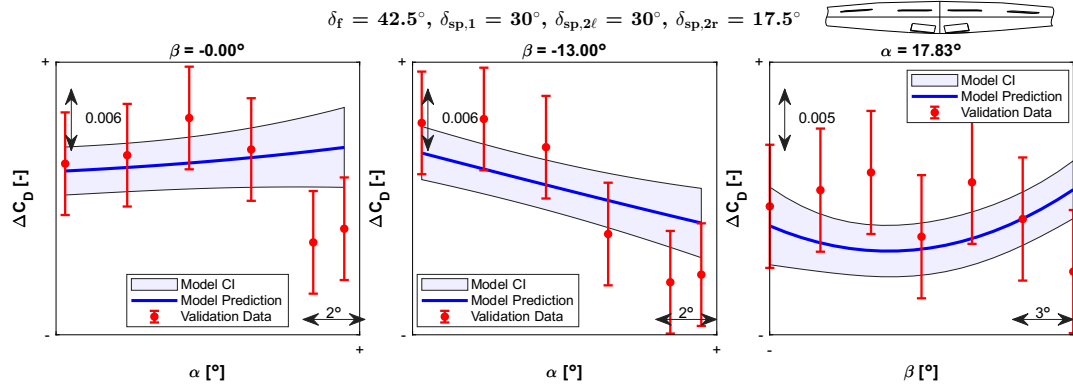 δf = 42.5°, δsp,1 = 30°, δsp,2ℓ = 30°, δsp,2r = 17.5°
β = -0.00°
β = -13.00°
α = 17.83°
+
0.006
ΔCD [-]
Model CI
Model Prediction
Validation Data
2°
-
+
α [°]
+
0.006
ΔCD [-]
Model CI
Model Prediction
Validation Data
2°
-
+
α [°]
+
Model CI
Model Prediction
Validation Data
0.005
ΔCD [-]
3°
-
-
+
β [°]